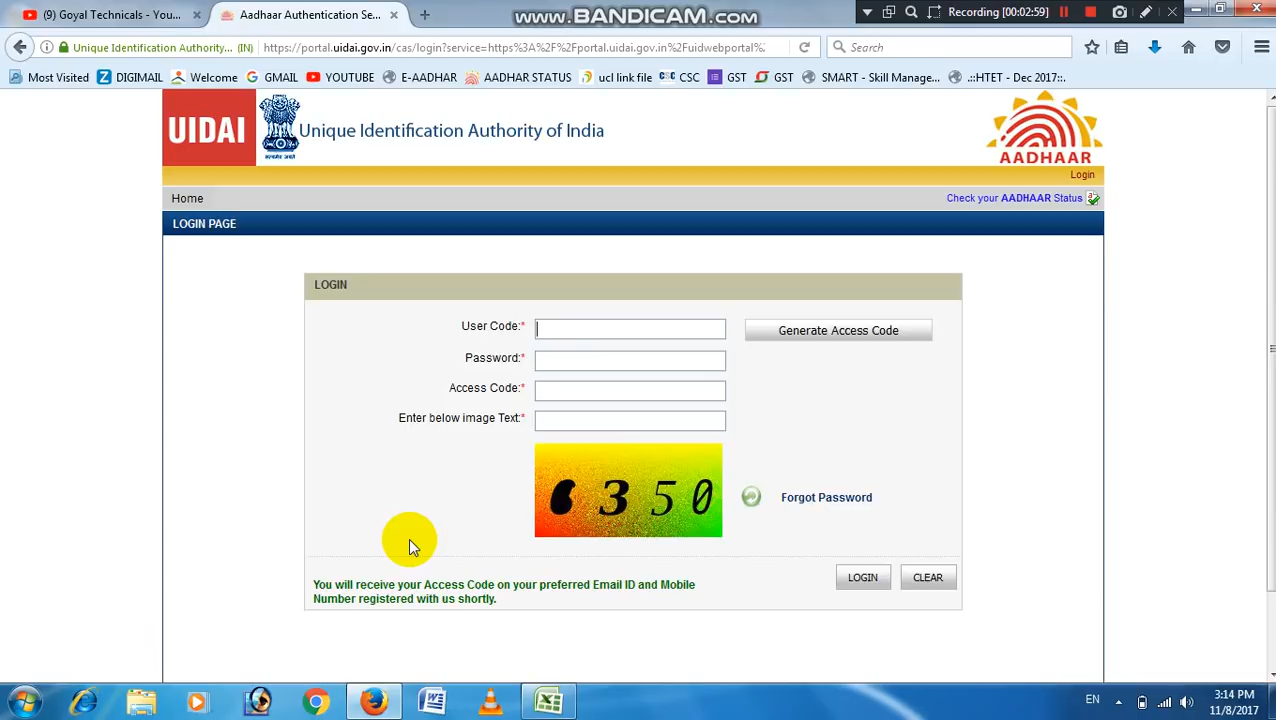 (9) Goyal Technicals - You... × Aadhaar Authentication Se... × + www.BANDICAM.com Recording [00:02:59]
Unique Identification Authority... (IN) https://portal.uidai.gov.in/cas/login?service=https%3A%2F%2Fportal.uidai.gov.in%2Fuidwebportal% Search
Most Visited DIGIMAIL Welcome GMAIL YOUTUBE E-AADHAR AADHAR STATUS ucl link file CSC GST GST SMART - Skill Manage... .::HTET - Dec 2017::.
UIDAI Unique Identification Authority of India
सत्यमेव जयते
AADHAAR
Login
Home Check your AADHAAR Status
LOGIN PAGE
LOGIN
User Code:* Generate Access Code
Password:*
Access Code:*
Enter below image Text:*
6 3 5 0 Forgot Password
You will receive your Access Code on your preferred Email ID and Mobile
Number registered with us shortly.
LOGIN CLEAR
EN 3:14 PM
11/8/2017